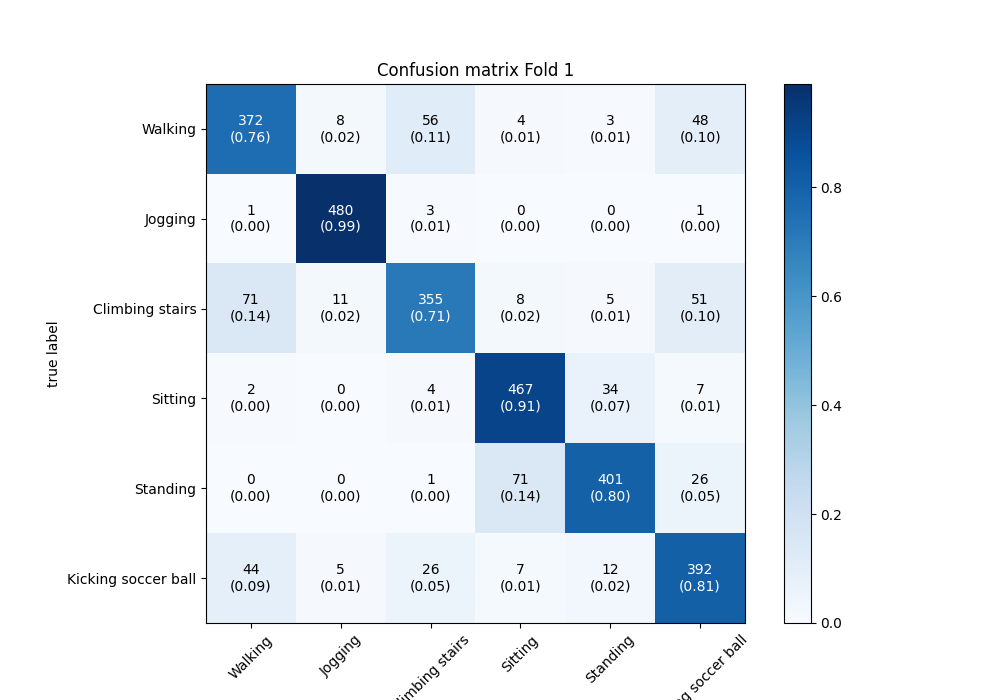 Confusion matrix Fold 1
true label
Walking
372 8 56 4 3 48
(0.76) (0.02) (0.11) (0.01) (0.01) (0.10)
Jogging
1 480 3 0 0 1
(0.00) (0.99) (0.01) (0.00) (0.00) (0.00)
Climbing stairs
71 11 355 8 5 51
(0.14) (0.02) (0.71) (0.02) (0.01) (0.10)
Sitting
2 0 4 467 34 7
(0.00) (0.00) (0.01) (0.91) (0.07) (0.01)
Standing
0 0 1 71 401 26
(0.00) (0.00) (0.00) (0.14) (0.80) (0.05)
Kicking soccer ball
44 5 26 7 12 392
(0.09) (0.01) (0.05) (0.01) (0.02) (0.81)
Walking Jogging limbing stairs Sitting Standing g soccer ball
0.8
0.6
0.4
0.2
0.0